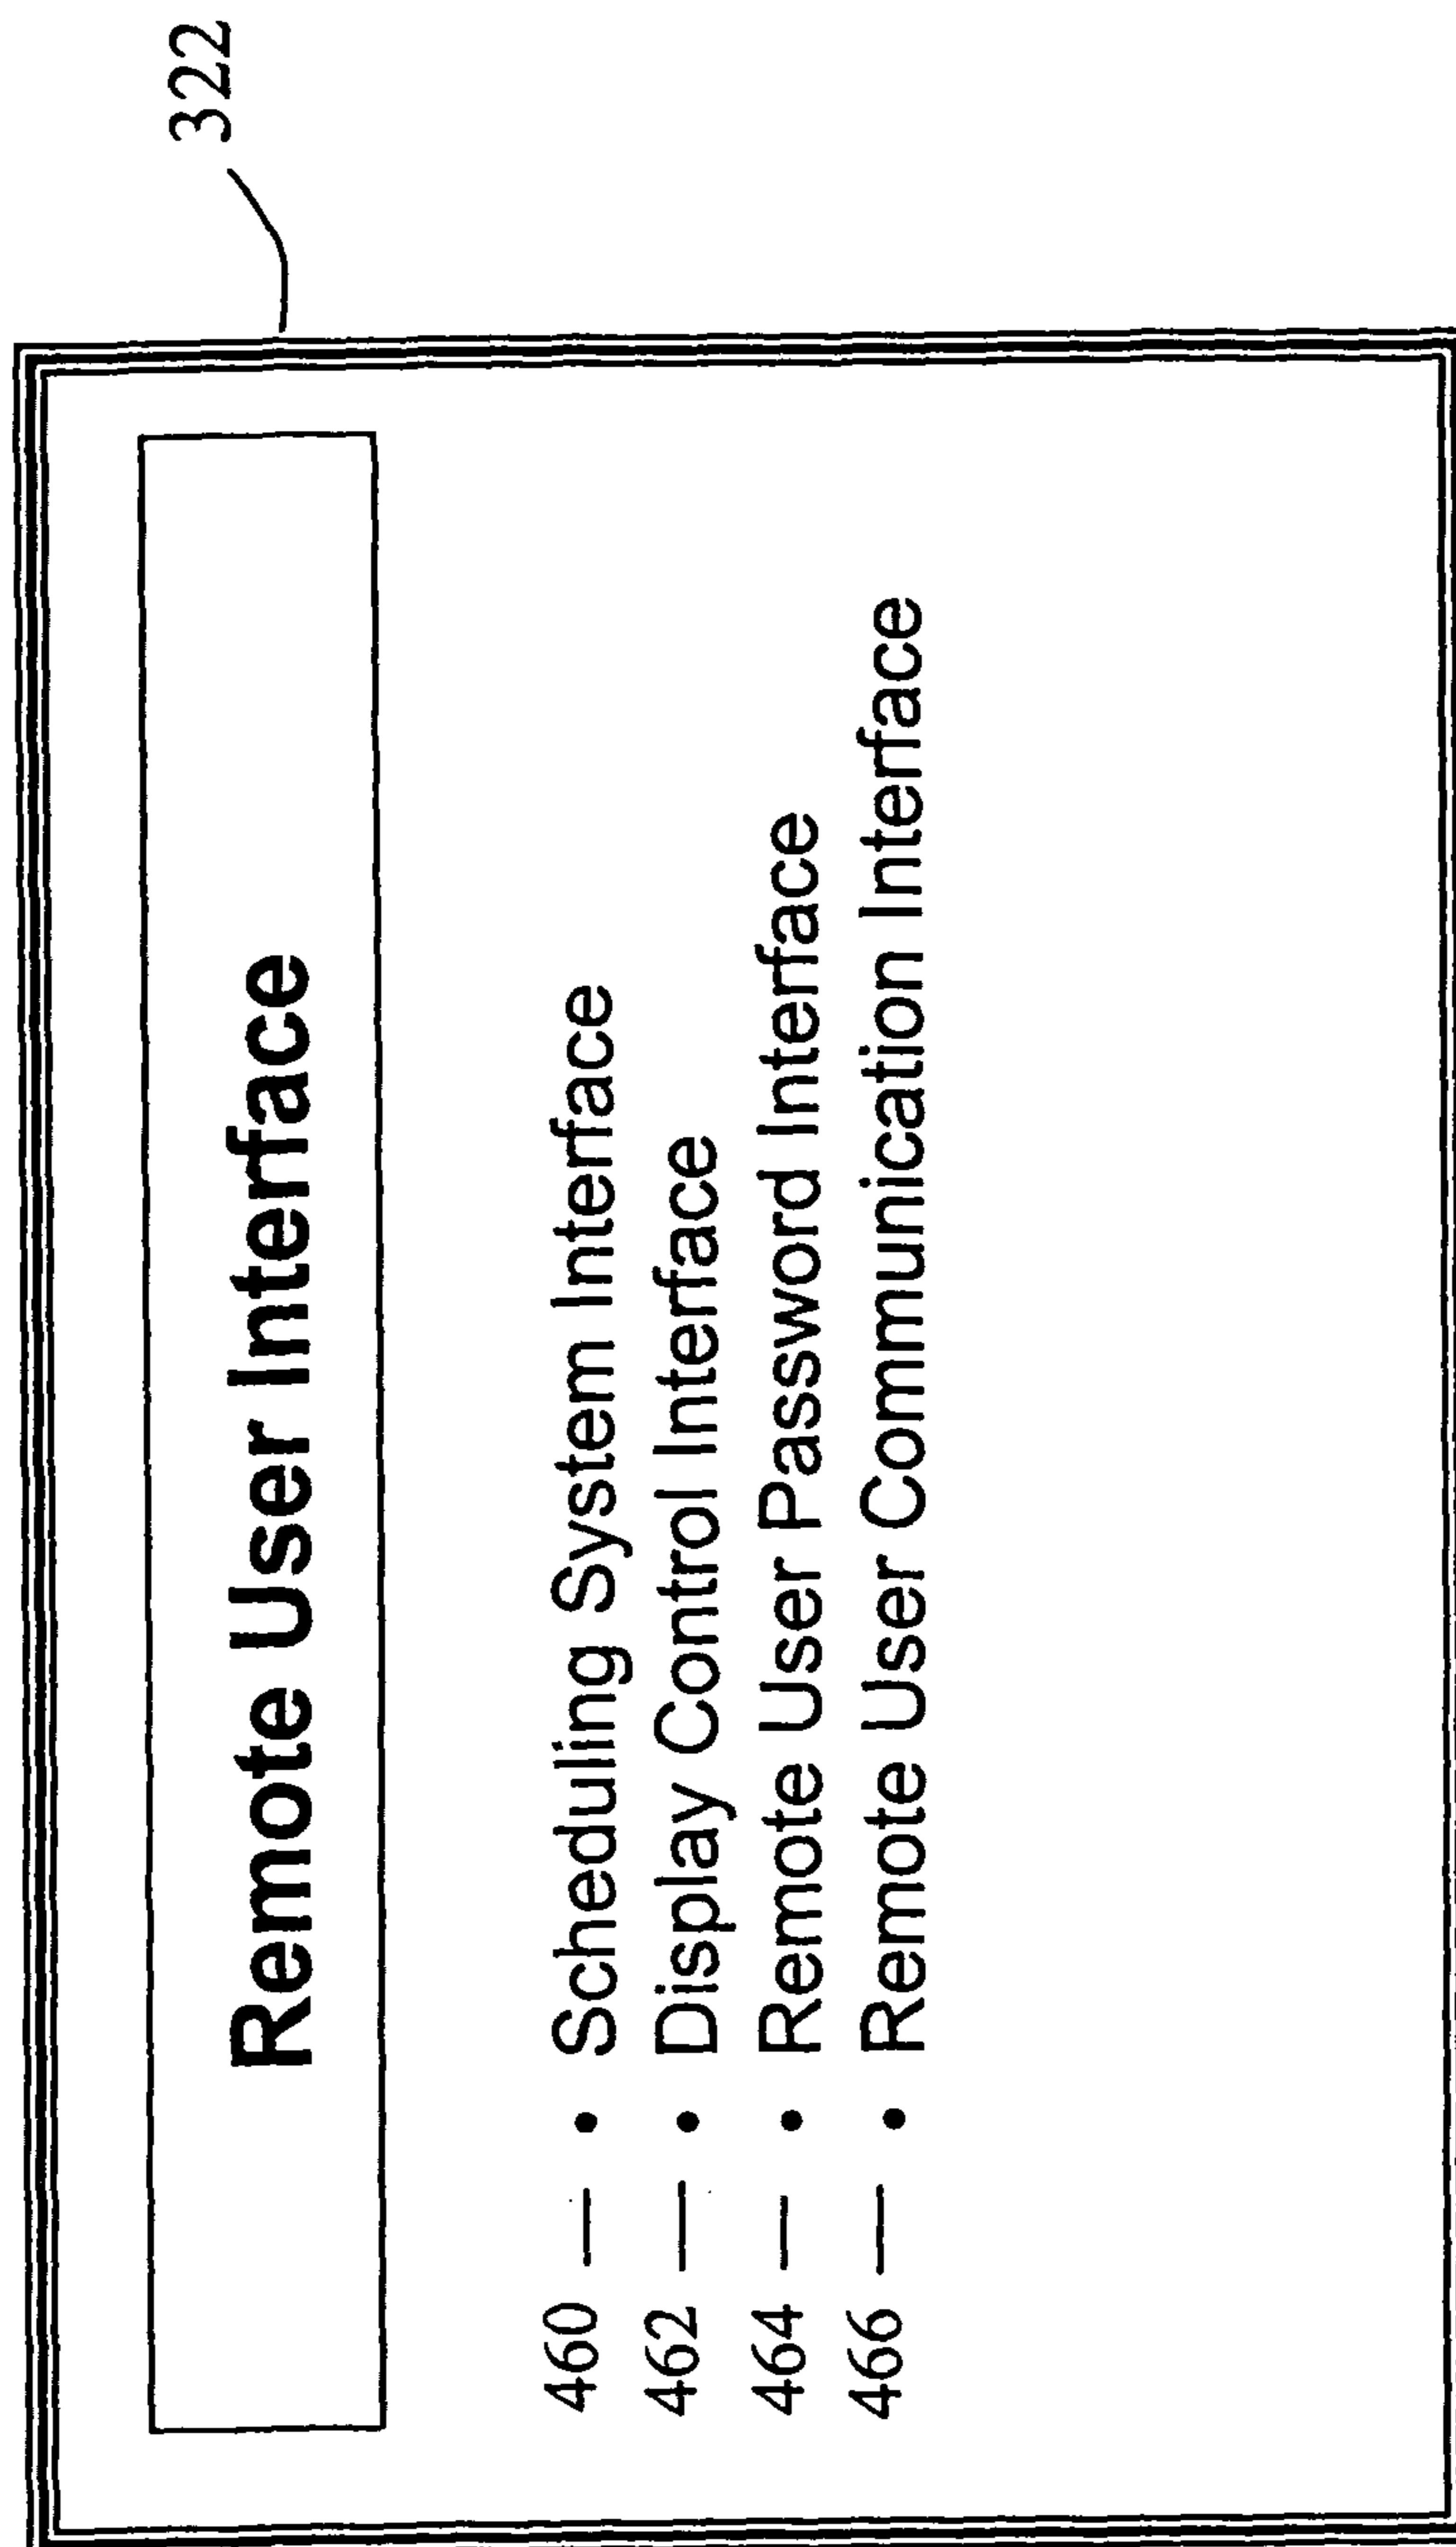 322
Remote User Interface
460 — • Scheduling System Interface
462 — • Display Control Interface
464 — • Remote User Password Interface
466 — • Remote User Communication Interface